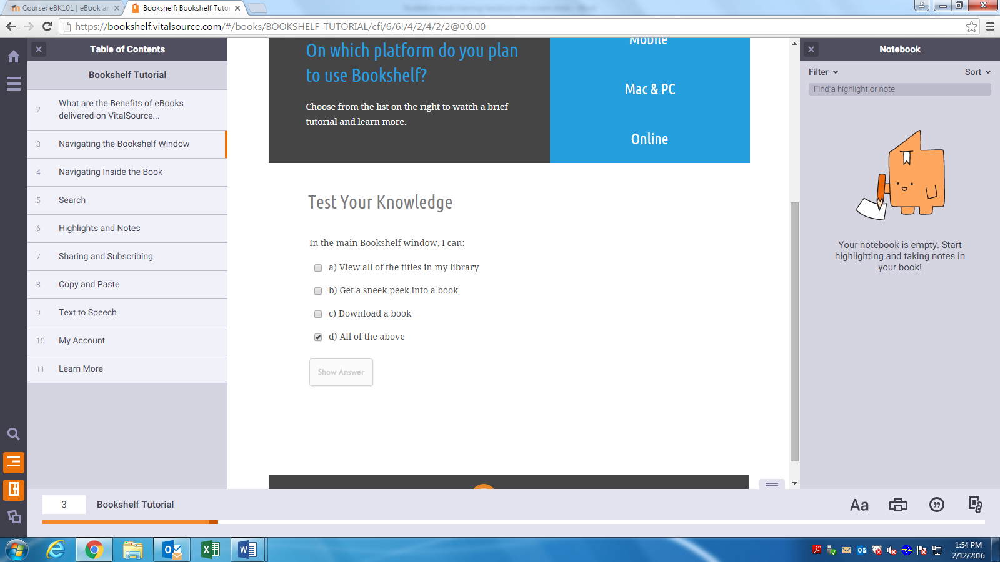 Course: eBK101 | eBook an
Bookshelf: Bookshelf Tutor
https://bookshelf.vitalsource.com/#/books/BOOKSHELF-TUTORIAL/cfi/6/6!/4/2/4/2/2@0:0.00
Table of Contents
Bookshelf Tutorial
2 What are the Benefits of eBooks
delivered on VitalSource...
3 Navigating the Bookshelf Window
4 Navigating Inside the Book
5 Search
6 Highlights and Notes
7 Sharing and Subscribing
8 Copy and Paste
9 Text to Speech
10 My Account
11 Learn More
On which platform do you plan
to use Bookshelf?
Choose from the list on the right to watch a brief
tutorial and learn more.
Mobile
Mac & PC
Online
Test Your Knowledge
In the main Bookshelf window, I can:
a) View all of the titles in my library
b) Get a sneek peek into a book
c) Download a book
d) All of the above
Show Answer
Notebook
Filter
Sort
Find a highlight or note
Your notebook is empty. Start
highlighting and taking notes in
your book!
3 Bookshelf Tutorial
Aa
1:54 PM
2/12/2016